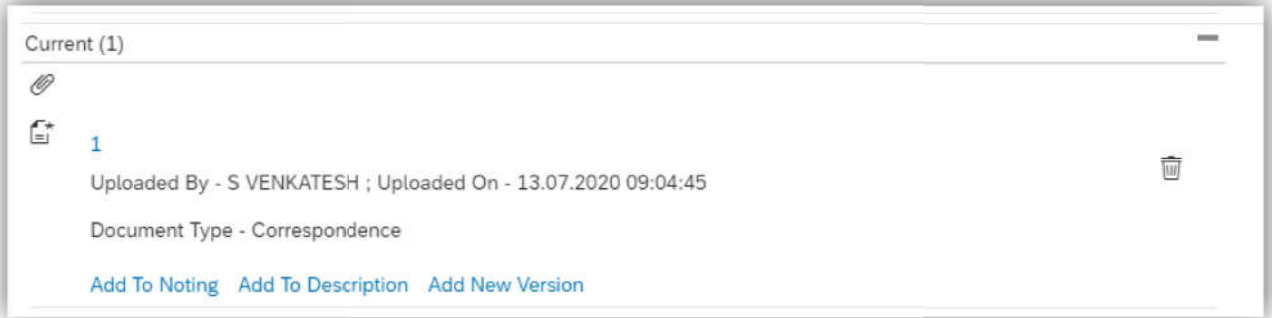 Current (1)
1
Uploaded By - S VENKATESH ; Uploaded On - 13.07.2020 09:04:45
Document Type - Correspondence
Add To Noting Add To Description Add New Version